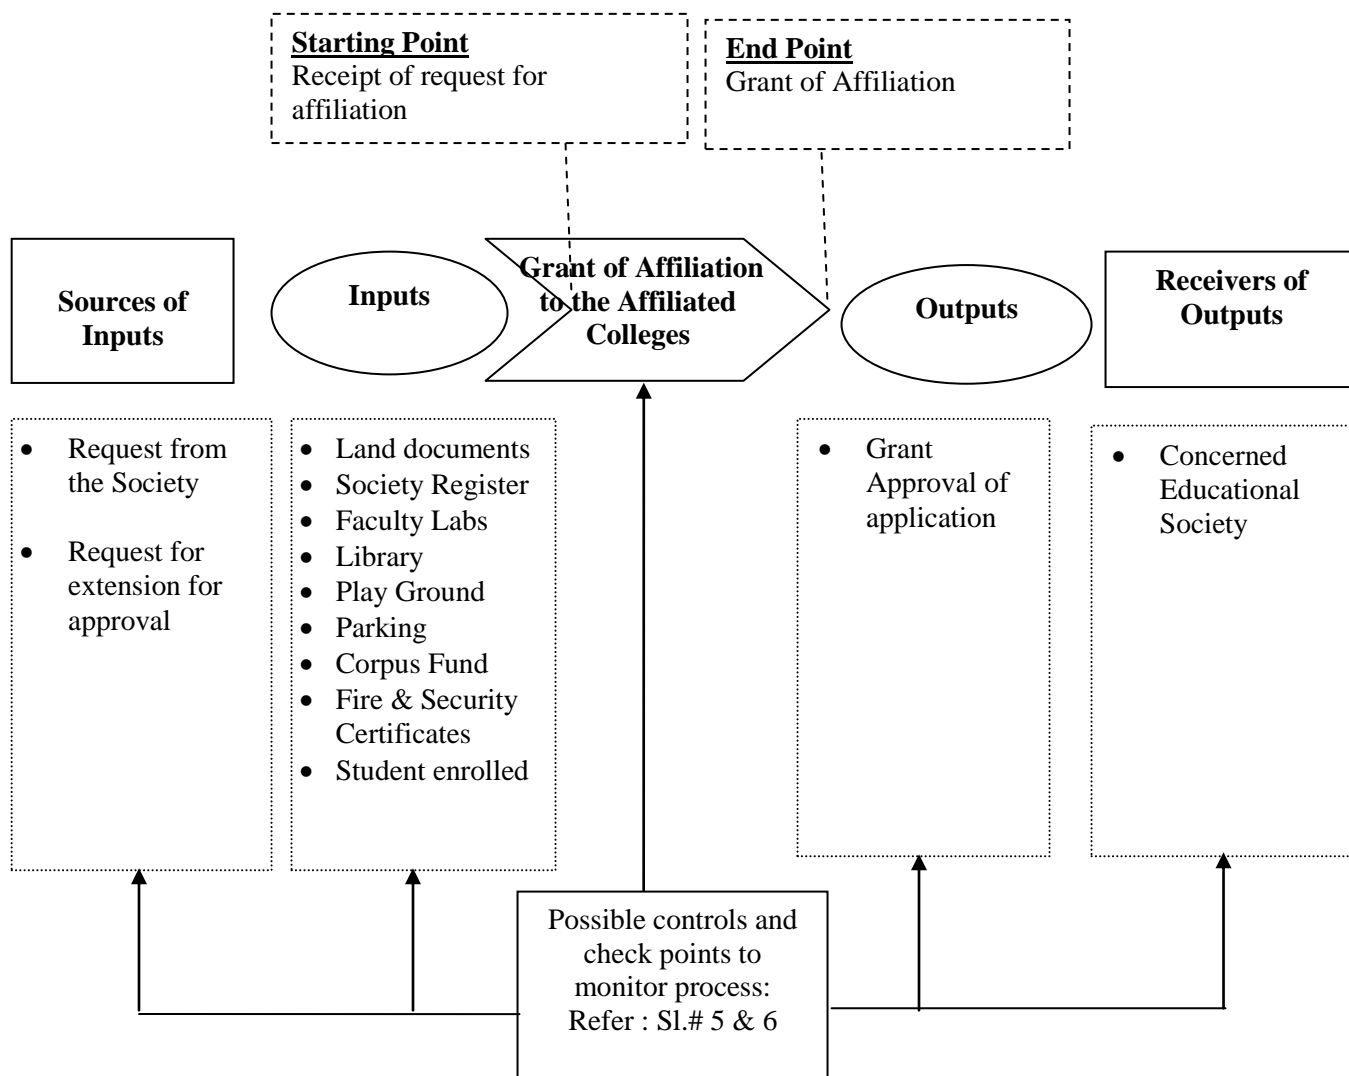 Starting Point
Receipt of request for
affiliation
End Point
Grant of Affiliation
Sources of
Inputs
Inputs
Grant of Affiliation
to the Affiliated
Colleges
Outputs
Receivers of
Outputs
• Request from
the Society
• Request for
extension for
approval
• Land documents
• Society Register
• Faculty Labs
• Library
• Play Ground
• Parking
• Corpus Fund
• Fire & Security
Certificates
• Student enrolled
• Grant
Approval of
application
• Concerned
Educational
Society
Possible controls and
check points to
monitor process:
Refer : Sl.# 5 & 6